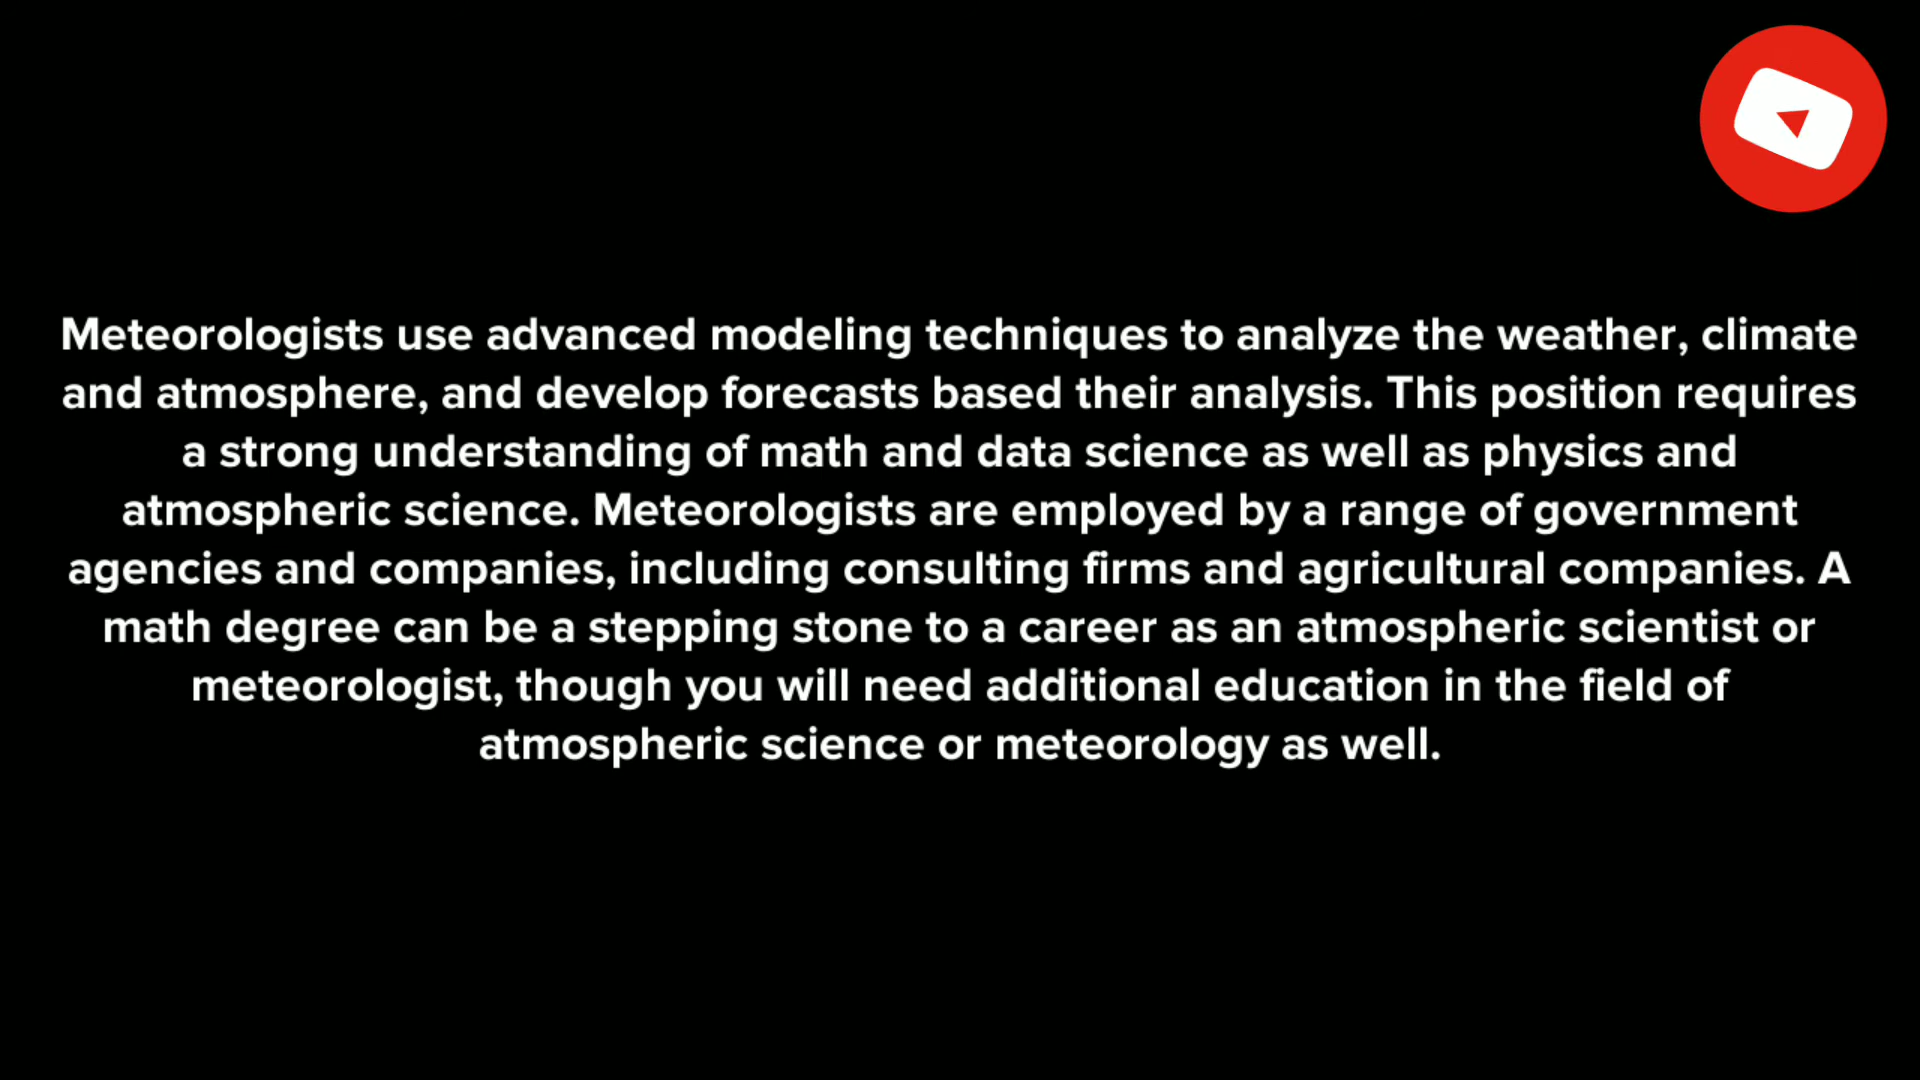 Meteorologists use advanced modeling techniques to analyze the weather, climate
and atmosphere, and develop forecasts based their analysis. This position requires
a strong understanding of math and data science as well as physics and
atmospheric science. Meteorologists are employed by a range of government
agencies and companies, including consulting firms and agricultural companies. A
math degree can be a stepping stone to a career as an atmospheric scientist or
meteorologist, though you will need additional education in the field of
atmospheric science or meteorology as well.